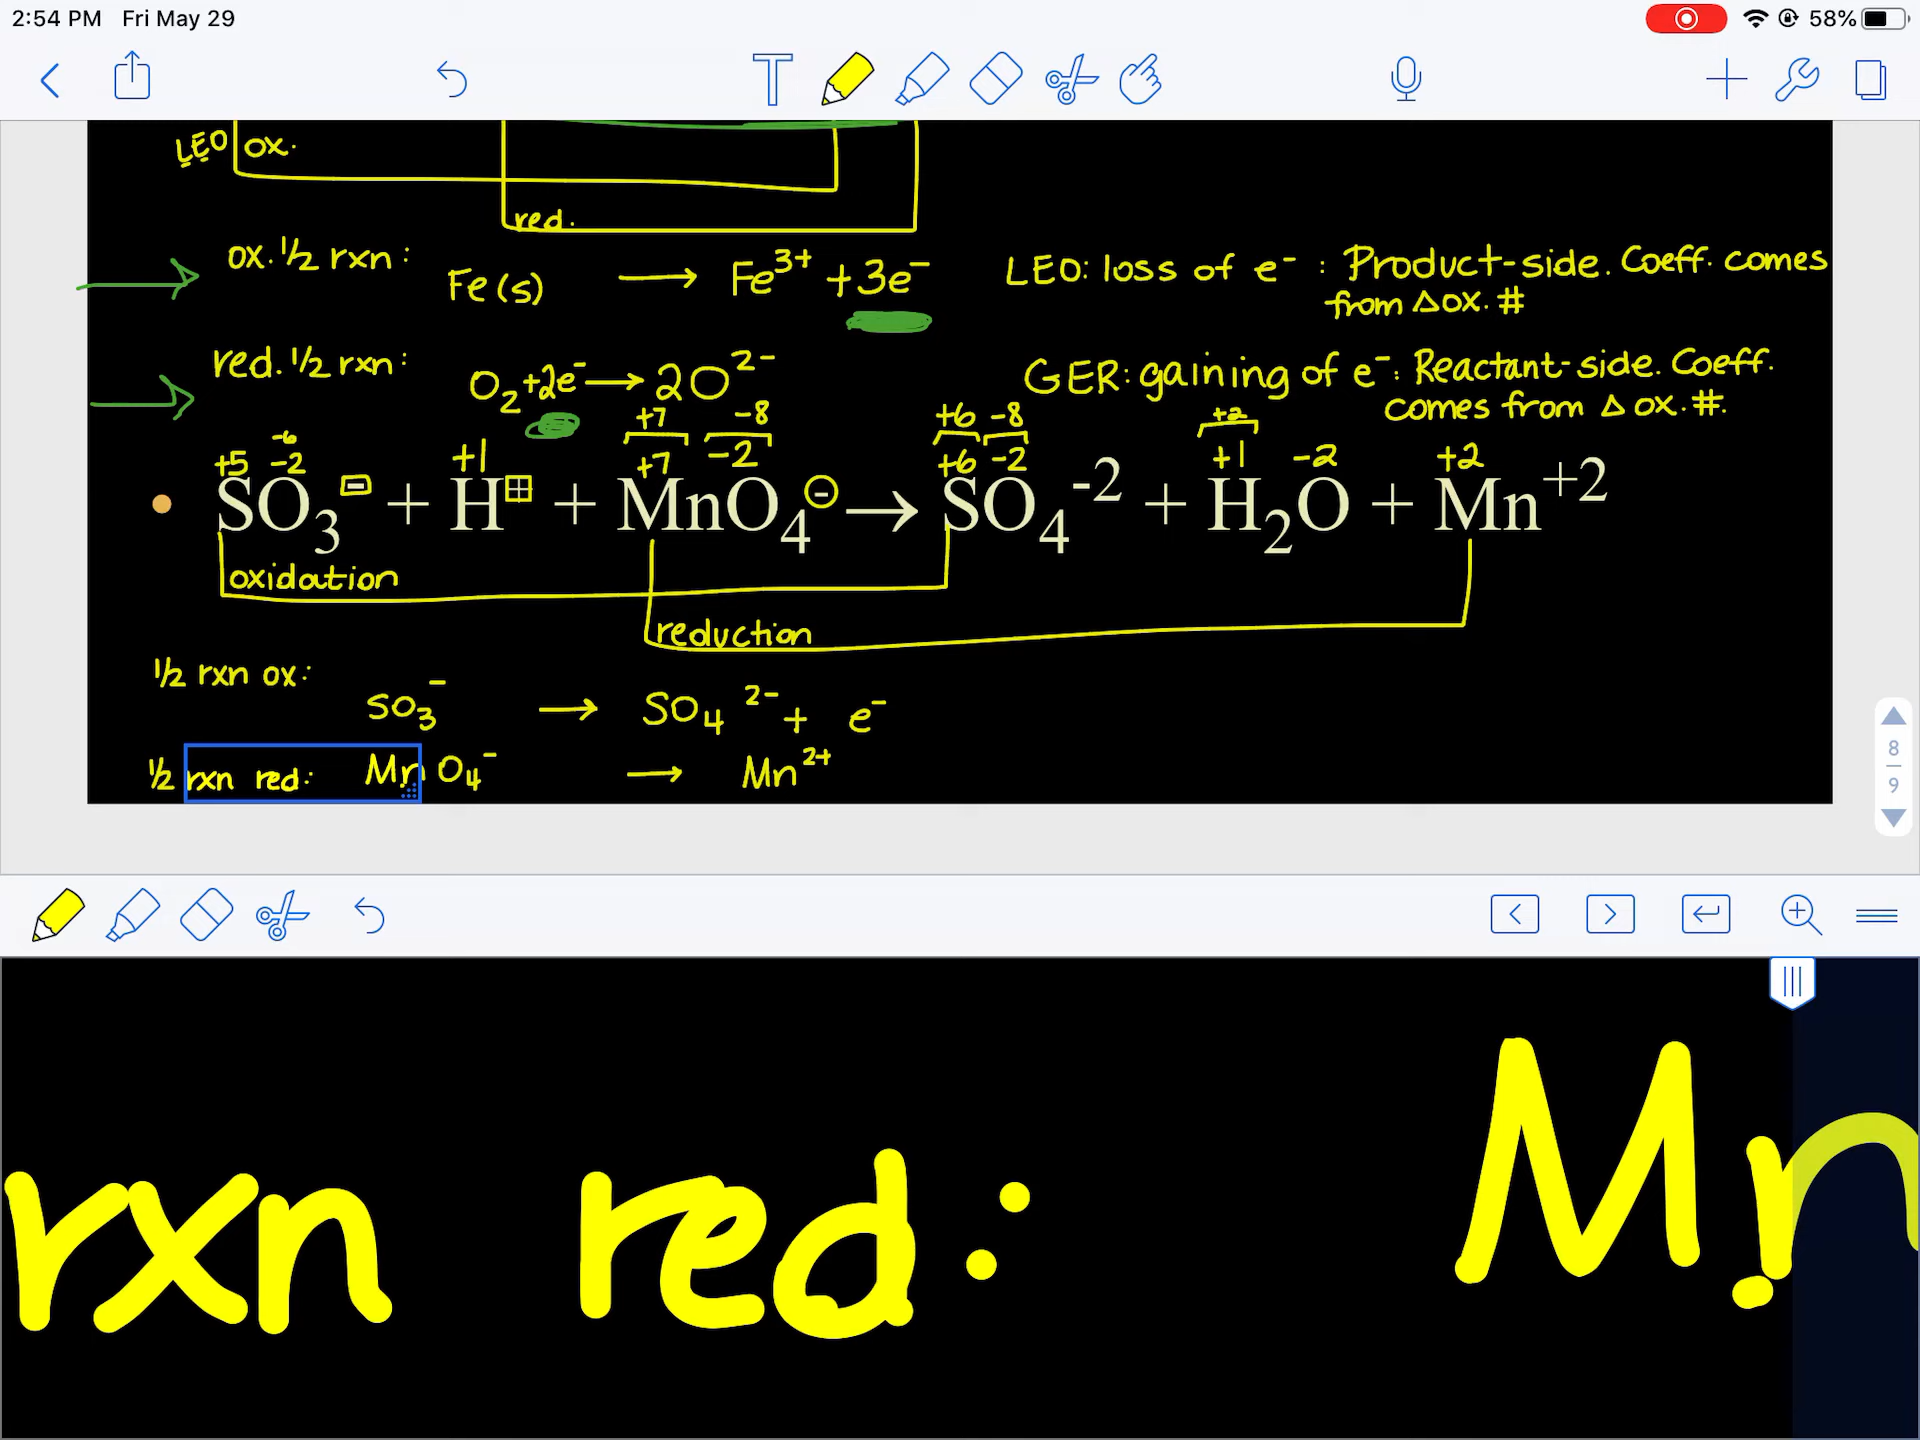 2:54 PM Fri May 29 58%
LEO ox.
red.
ox. 1/2 rxn: Fe(s) → Fe³⁺ + 3e⁻ LEO: loss of e⁻ : Product-side. Coeff. comes
from Δox. #
red. 1/2 rxn: O₂+2e⁻ → 2O²⁻ GER: gaining of e⁻: Reactant-side. Coeff.
comes from Δ ox. #.
-6 +7 -8 +6 -8 +2
+5 -2 +1 +7 -2 +6 -2 +1 -2 +2
• SO₃⁻ + H⁺ + MnO₄⁻ → SO₄⁻² + H₂O + Mn⁺²
oxidation
reduction
1/2 rxn ox: SO₃⁻ → SO₄²⁻ + e⁻
1/2 rxn red: MnO₄⁻ → Mn²⁺
8
9
rxn red: Mn